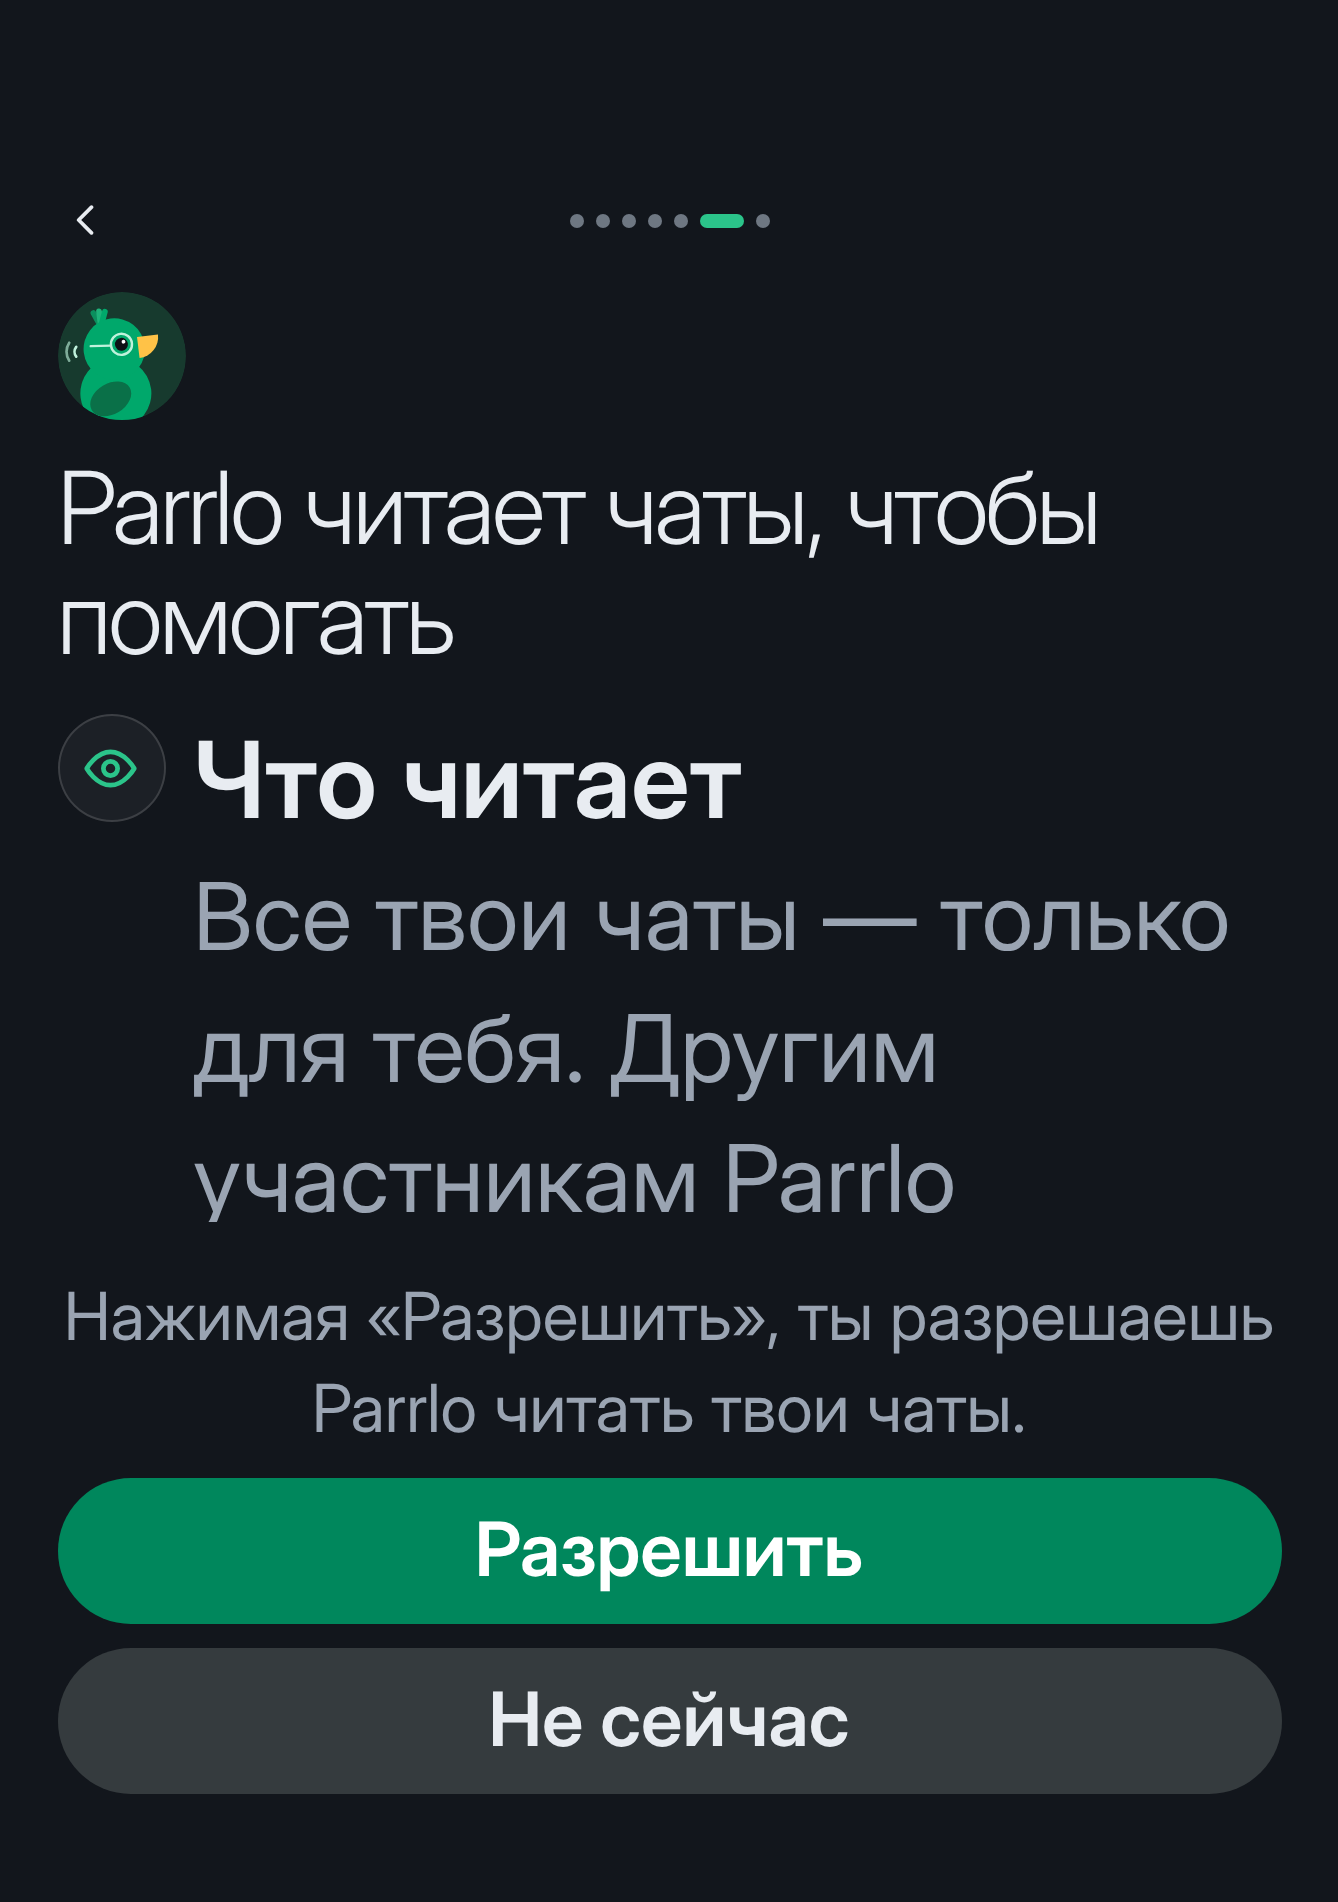 Parrlo читает чаты, чтобы
помогать
Что читает
Все твои чаты — только
для тебя. Другим
участникам Parrlo
Нажимая «Разрешить», ты разрешаешь
Parrlo читать твои чаты.
Разрешить
Не сейчас